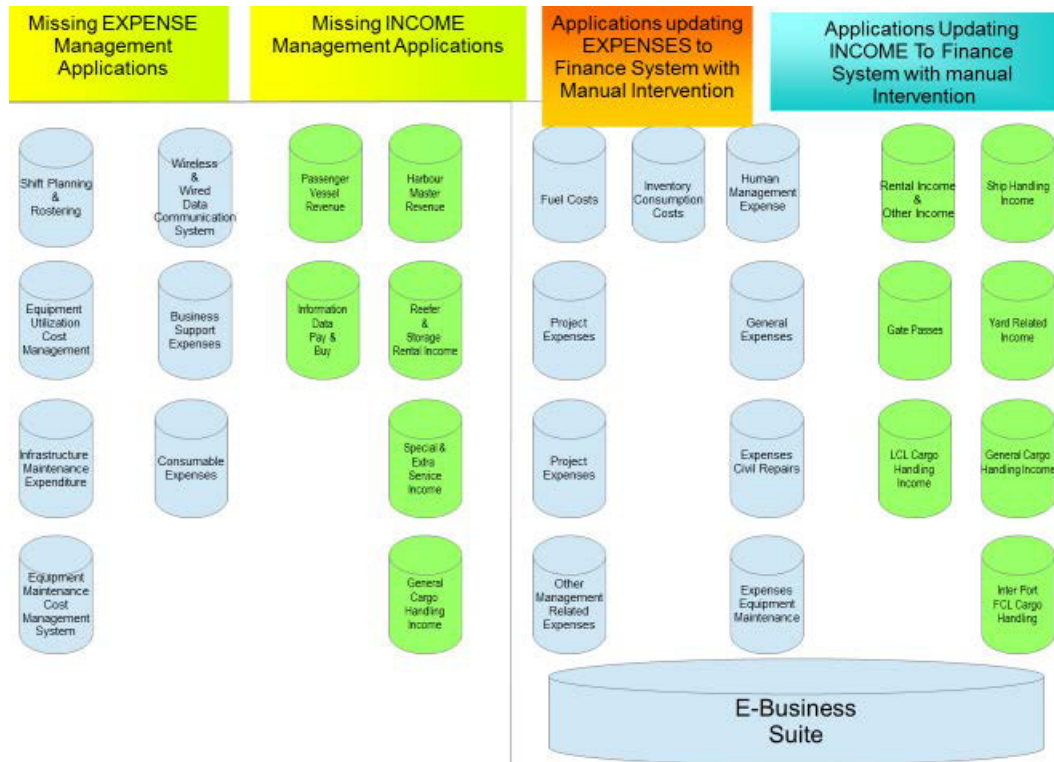 Missing EXPENSE
Management
Applications
Missing INCOME
Management Applications
Applications updating
EXPENSES to
Finance System with
Manual Intervention
Applications Updating
INCOME To Finance
System with manual
Intervention
Shift Planning
&
Rostering
Wireless
&
Wired
Data
Communication
System
Passenger
Vessel
Revenue
Harbour
Master
Revenue
Fuel Costs
Inventory
Consumption
Costs
Human
Management
Expense
Rental Income
&
Other Income
Ship Handling
Income
Equipment
Utilization
Cost
Management
Business
Support
Expenses
Information
Data
Pay &
Buy
Reefer
&
Storage
Rental Income
Project
Expenses
General
Expenses
Gate Passes
Yard Related
Income
Infrastructure
Maintenance
Expenditure
Consumable
Expenses
Special &
Extra
Service
Income
Project
Expenses
Expenses
Civil Repairs
LCL Cargo
Handing
Income
General Cargo
Handing Income
Equipment
Maintenance
Cost
Management
System
General
Cargo
Handing
Income
Other
Management
Related
Expenses
Expenses
Equipment
Maintenance
Inter Port
FCL Cargo
Handling
E-Business
Suite